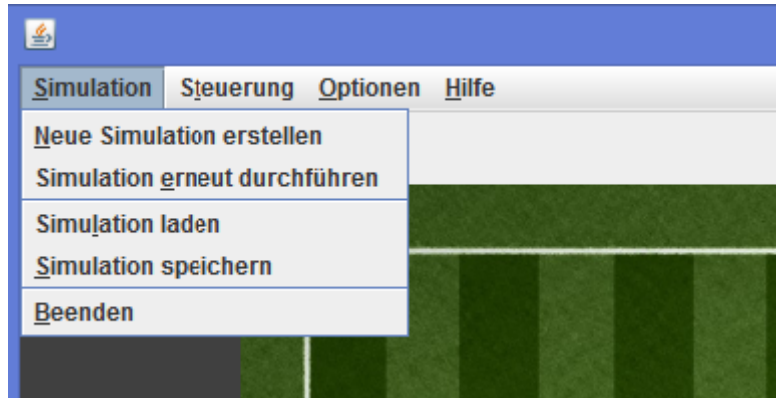 Simulation Steuerung Optionen Hilfe
Neue Simulation erstellen
Simulation erneut durchführen
Simulation laden
Simulation speichern
Beenden